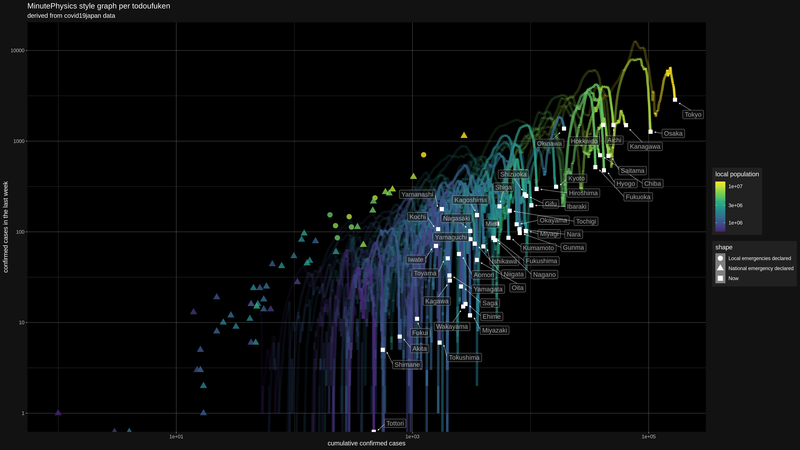 MinutePhysics style graph per todoufuken
derived from covid19japan data
confirmed cases in the last week
10000
1000
100
10
1
Tokyo
Osaka
Okinawa
Hokkaido
Aichi
Kanagawa
Saitama
Shizuoka
Kyoto
Hyogo
Chiba
Shiga
Hiroshima
Fukuoka
Yamanashi
Kagoshima
Gifu
Ibaraki
Kochi
Nagasaki
Mie
Okayama
Tochigi
Yamaguchi
Miyagi
Nara
Kumamoto
Gunma
Iwate
Ishikawa
Fukushima
Toyama
Aomori
Niigata
Nagano
Yamagata
Oita
Kagawa
Saga
Ehime
Wakayama
Miyazaki
Fukui
Akita
Tokushima
Shimane
Tottori
1e+01
1e+03
1e+05
cumulative confirmed cases
local population
1e+07
3e+06
1e+06
shape
Local emergencies declared
National emergency declared
Now